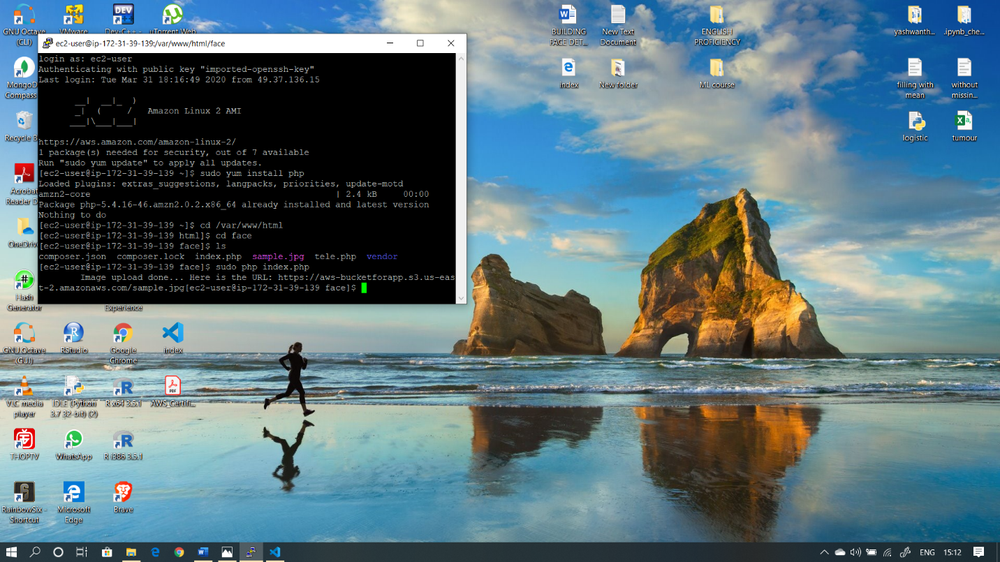 GNU Octave
(CLI)
VMware
Dev-C++ -
uTorrent Web
BUILDING
FACE DET...
New Text
Document
ENGLISH
PROFICIENCY
yashwanth...
.ipynb_che...
ec2-user@ip-172-31-39-139:/var/www/html/face
login as: ec2-user
Authenticating with public key "imported-openssh-key"
Last login: Tue Mar 31 18:16:49 2020 from 49.37.136.15
       __|  __|_  )
       _|  (     /   Amazon Linux 2 AMI
      ___|\___|___|
https://aws.amazon.com/amazon-linux-2/
1 package(s) needed for security, out of 7 available
Run "sudo yum update" to apply all updates.
[ec2-user@ip-172-31-39-139 ~]$ sudo yum install php
Loaded plugins: extras_suggestions, langpacks, priorities, update-motd
amzn2-core                                               | 2.4 kB     00:00
Package php-5.4.16-46.amzn2.0.2.x86_64 already installed and latest version
Nothing to do
[ec2-user@ip-172-31-39-139 ~]$ cd /var/www/html
[ec2-user@ip-172-31-39-139 html]$ cd face
[ec2-user@ip-172-31-39-139 face]$ ls
composer.json  composer.lock  index.php  sample.jpg  tele.php  vendor
[ec2-user@ip-172-31-39-139 face]$ sudo php index.php
        Image upload done... Here is the URL: https://aws-bucketforapp.s3.us-eas
t-2.amazonaws.com/sample.jpg[ec2-user@ip-172-31-39-139 face]$
MongoD
Compass
index
New folder
ML course
filling with
mean
without
missin...
Recycle B
logistic
tumour
Acrobat
Reader D
OneDriv
Hash
Generator
Experience
GNU Octave
(GUI)
RStudio
Google
Chrome
index
VLC media
player
IDLE (Python
3.7 32-bit) (2)
R x64 3.5.1
AWS_Certifi...
THOPTV
WhatsApp
R i386 3.5.1
RainbowSix -
Shortcut
Microsoft
Edge
Brave
ENG
15:12